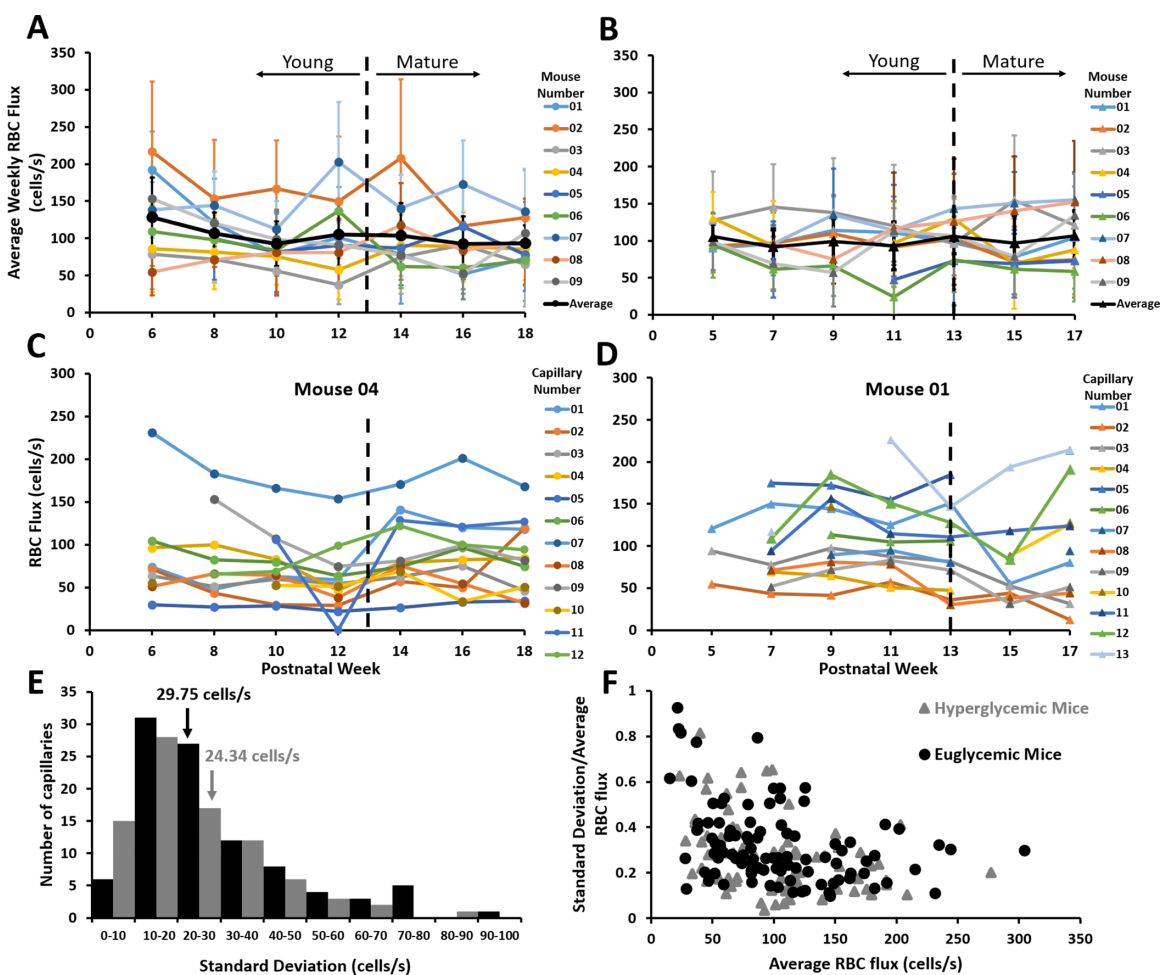 A
Average Weekly RBC Flux
(cells/s)
350
300
250
200
150
100
50
0
Young
Mature
Mouse
Number
01
02
03
04
05
06
07
08
09
Average
0 6 8 10 12 14 16 18
B
350
300
250
200
150
100
50
0
Young
Mature
Mouse
Number
01
02
03
04
05
06
07
08
09
Average
0 5 7 9 11 13 15 17
C
Mouse 04
RBC Flux (cells/s)
300
250
200
150
100
50
0
Capillary
Number
01
02
03
04
05
06
07
08
09
10
11
12
0 6 8 10 12 14 16 18
Postnatal Week
D
Mouse 01
300
250
200
150
100
50
0
Capillary
Number
01
02
03
04
05
06
07
08
09
10
11
12
13
0 5 7 9 11 13 15 17
Postnatal Week
E
29.75 cells/s
24.34 cells/s
Number of capillaries
35
30
25
20
15
10
5
0
0-10 10-20 20-30 30-40 40-50 50-60 60-70 70-80 80-90 90-100
Standard Deviation (cells/s)
F
Hyperglycemic Mice
Euglycemic Mice
Standard Deviation/Average
RBC flux
1
0.8
0.6
0.4
0.2
0
0 50 100 150 200 250 300 350
Average RBC flux (cells/s)